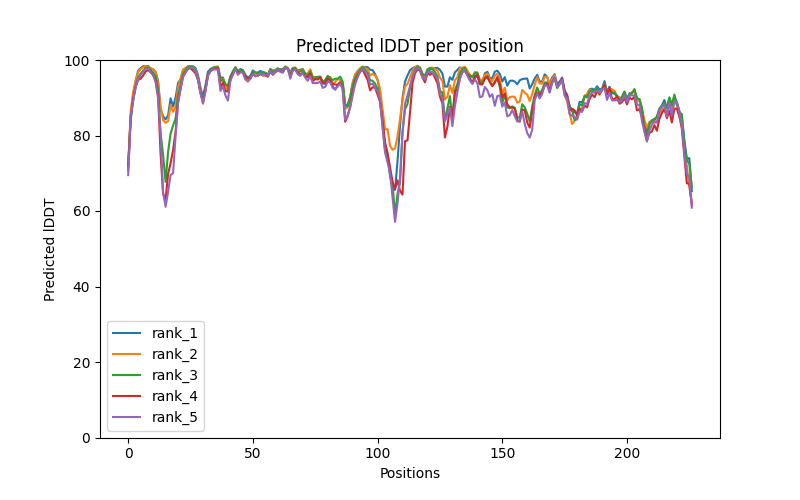 Predicted lDDT per position
100
80
60
40
20
0
Predicted lDDT
rank_1
rank_2
rank_3
rank_4
rank_5
0 50 100 150 200
Positions